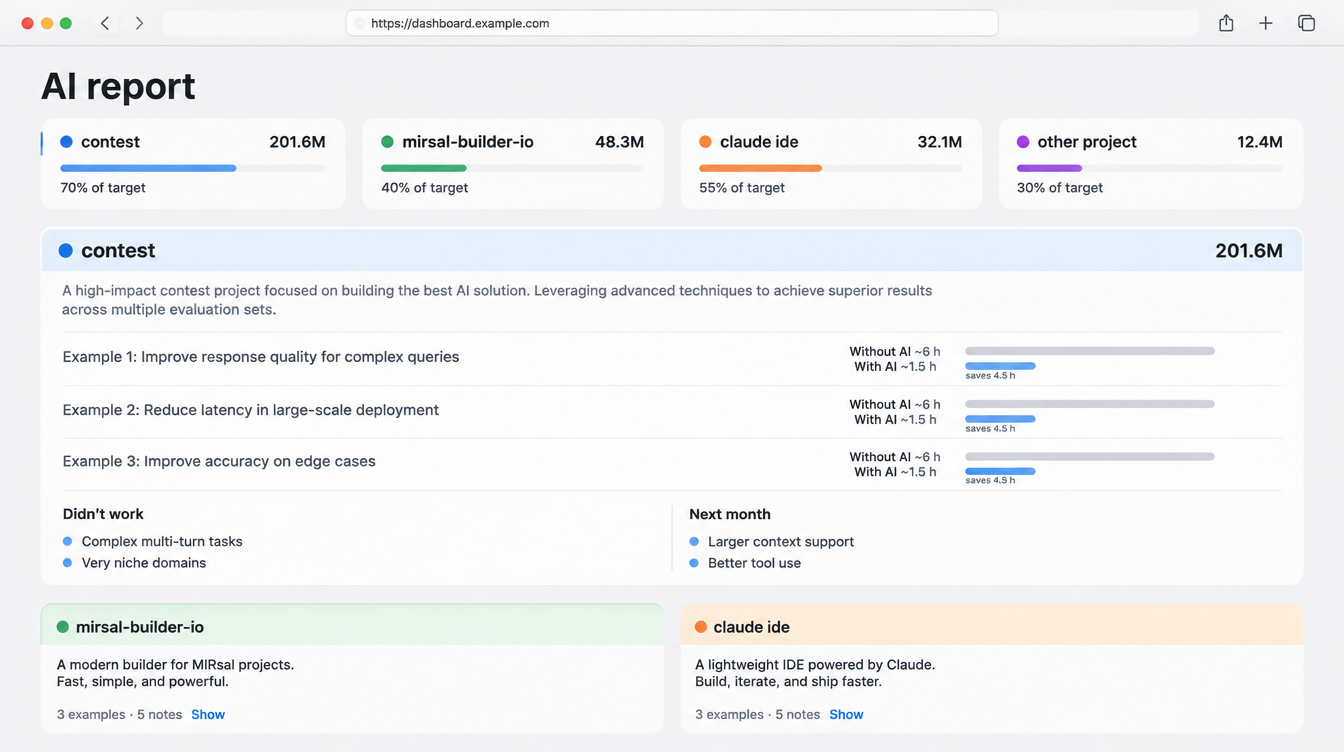 https://dashboard.example.com
AI report
contest 201.6M
70% of target
mirsal-builder-io 48.3M
40% of target
claude ide 32.1M
55% of target
other project 12.4M
30% of target
contest 201.6M
A high-impact contest project focused on building the best AI solution. Leveraging advanced techniques to achieve superior results
across multiple evaluation sets.
Example 1: Improve response quality for complex queries
Without AI ~6 h
With AI ~1.5 h
saves 4.5 h
Example 2: Reduce latency in large-scale deployment
Without AI ~6 h
With AI ~1.5 h
saves 4.5 h
Example 3: Improve accuracy on edge cases
Without AI ~6 h
With AI ~1.5 h
saves 4.5 h
Didn't work
Complex multi-turn tasks
Very niche domains
Next month
Larger context support
Better tool use
mirsal-builder-io
A modern builder for MIRsal projects.
Fast, simple, and powerful.
3 examples · 5 notes Show
claude ide
A lightweight IDE powered by Claude.
Build, iterate, and ship faster.
3 examples · 5 notes Show